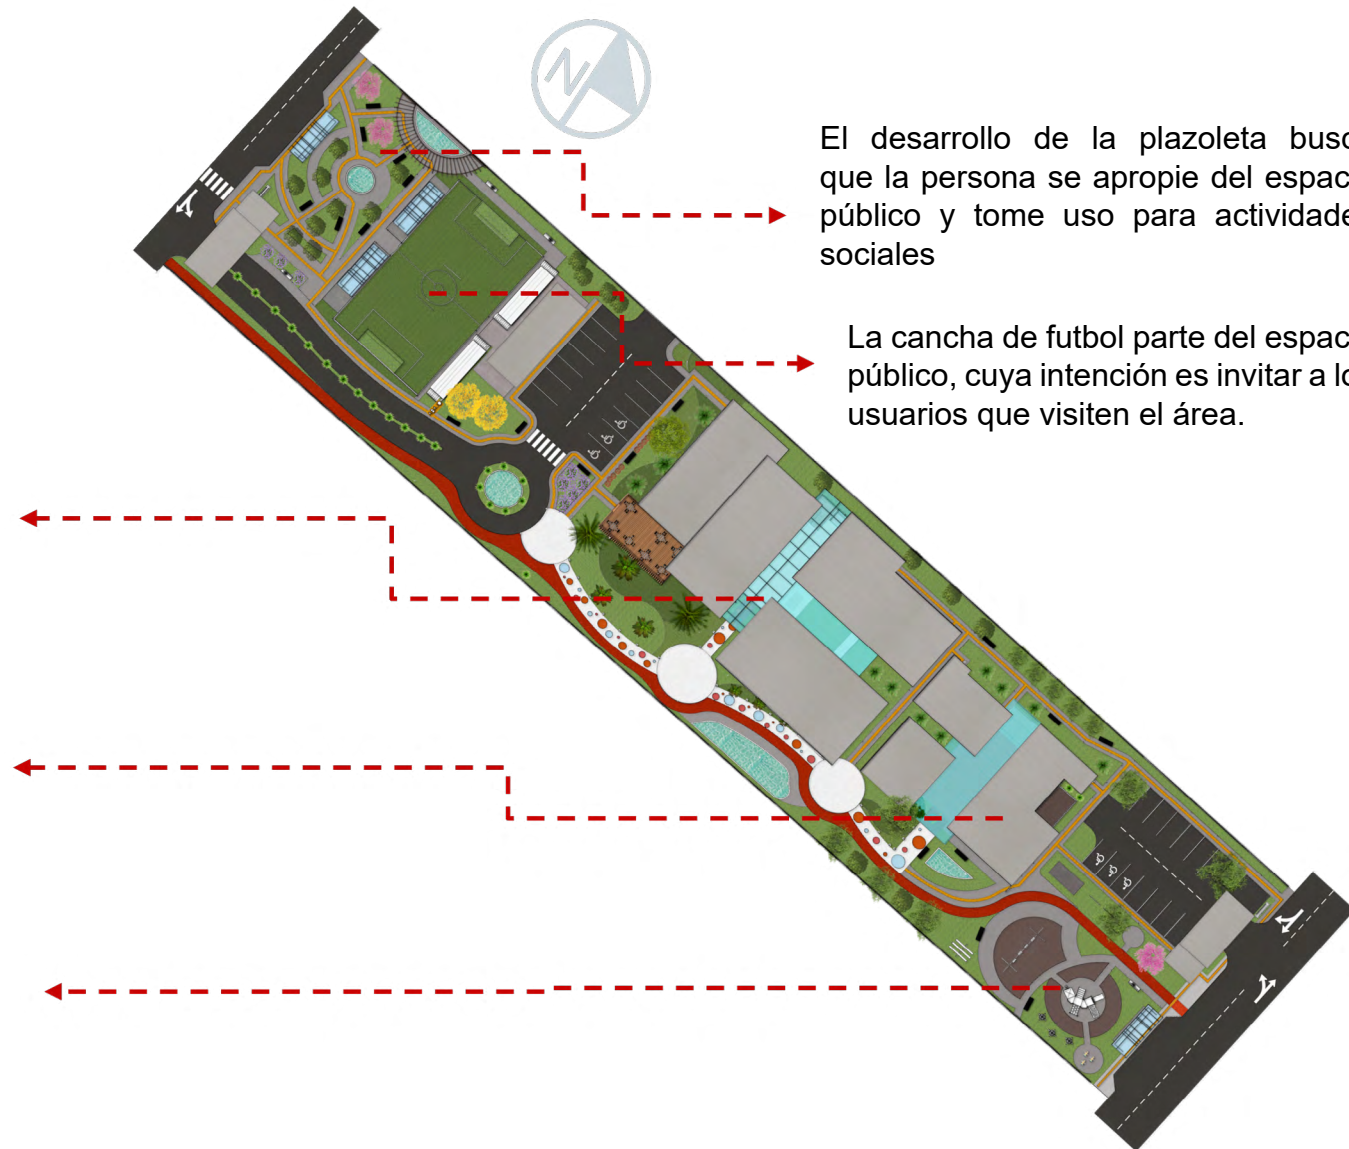 N
El desarrollo de la plazoleta busc
que la persona se apropie del espac
público y tome uso para actividade
sociales
La cancha de futbol parte del espac
público, cuya intención es invitar a lo
usuarios que visiten el área.